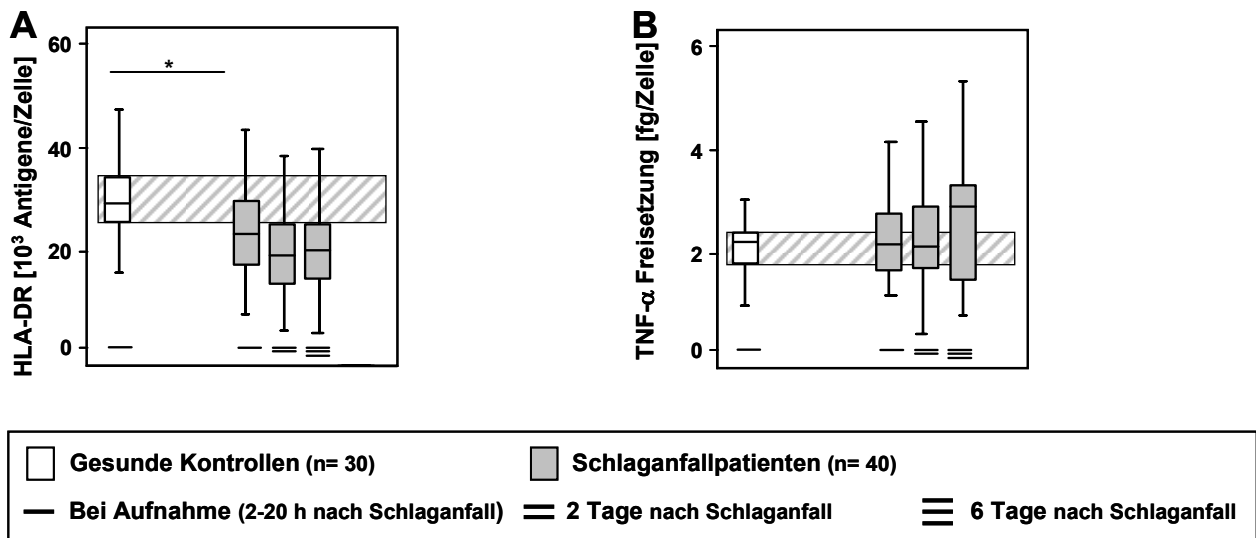 A
60
40
20
0
HLA-DR [10³ Antigene/Zelle]
*
B
6
4
2
0
TNF-α Freisetzung [fg/Zelle]
Gesunde Kontrollen (n= 30)
Schlaganfallpatienten (n= 40)
Bei Aufnahme (2-20 h nach Schlaganfall)
2 Tage nach Schlaganfall
6 Tage nach Schlaganfall